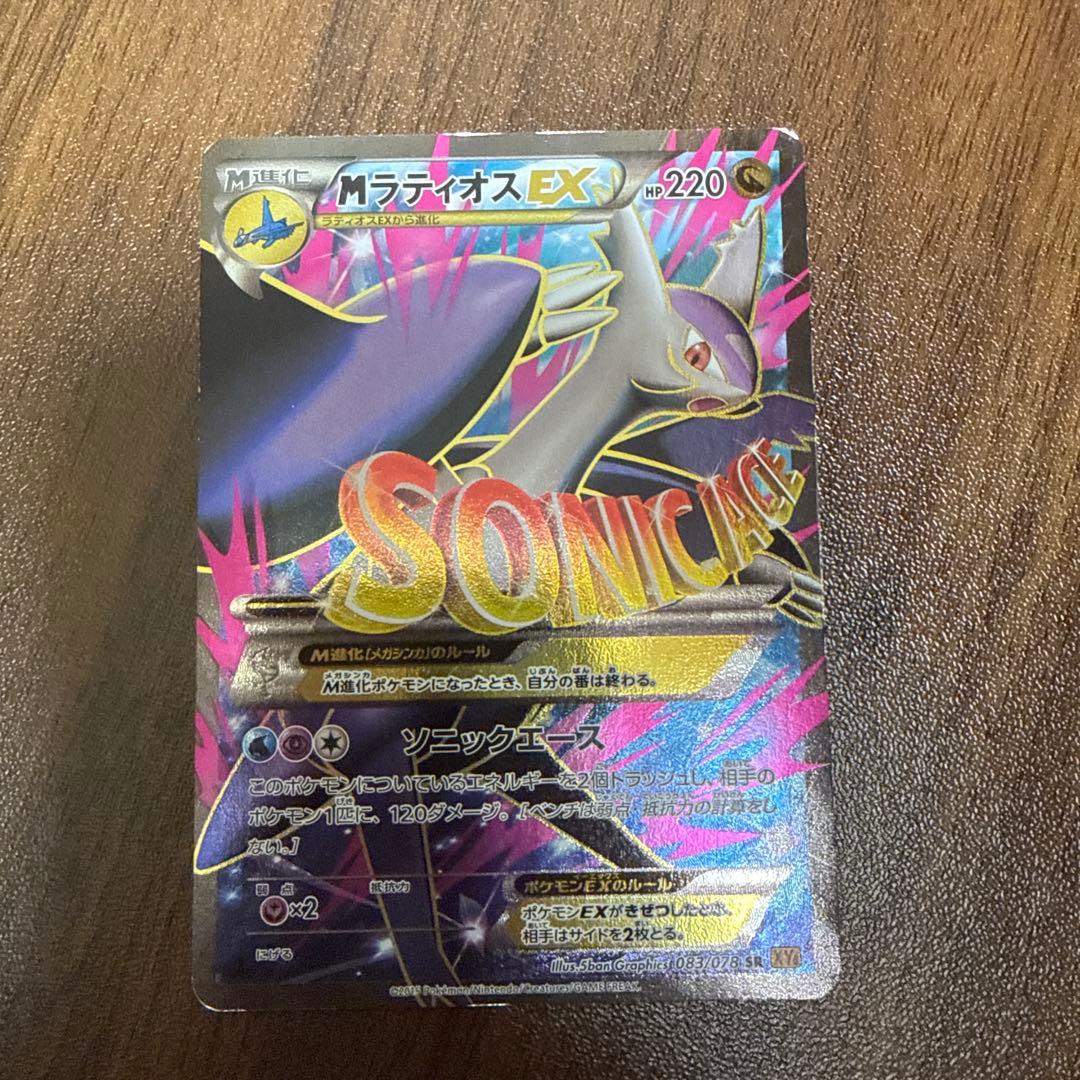 M進化
MラティオスEX
HP220
ラティオスEXから進化
SONIC ACE
M進化[メガシンカ]のルール
M進化ポケモンになったとき、自分の番は終わる。
ソニックエース
このポケモンについているエネルギーを2個トラッシュし、相手の
ポケモン1匹に、120ダメージ。[ベンチは弱点・抵抗力の計算をし
ない。]
弱点 抵抗力
×2
にげる
ポケモンEXのルール
ポケモンEXがきぜつしたとき、
相手はサイドを2枚とる。
Illus.5ban Graphics 083/078 SR XY6
©2015 Pokémon/Nintendo/Creatures/GAME FREAK.